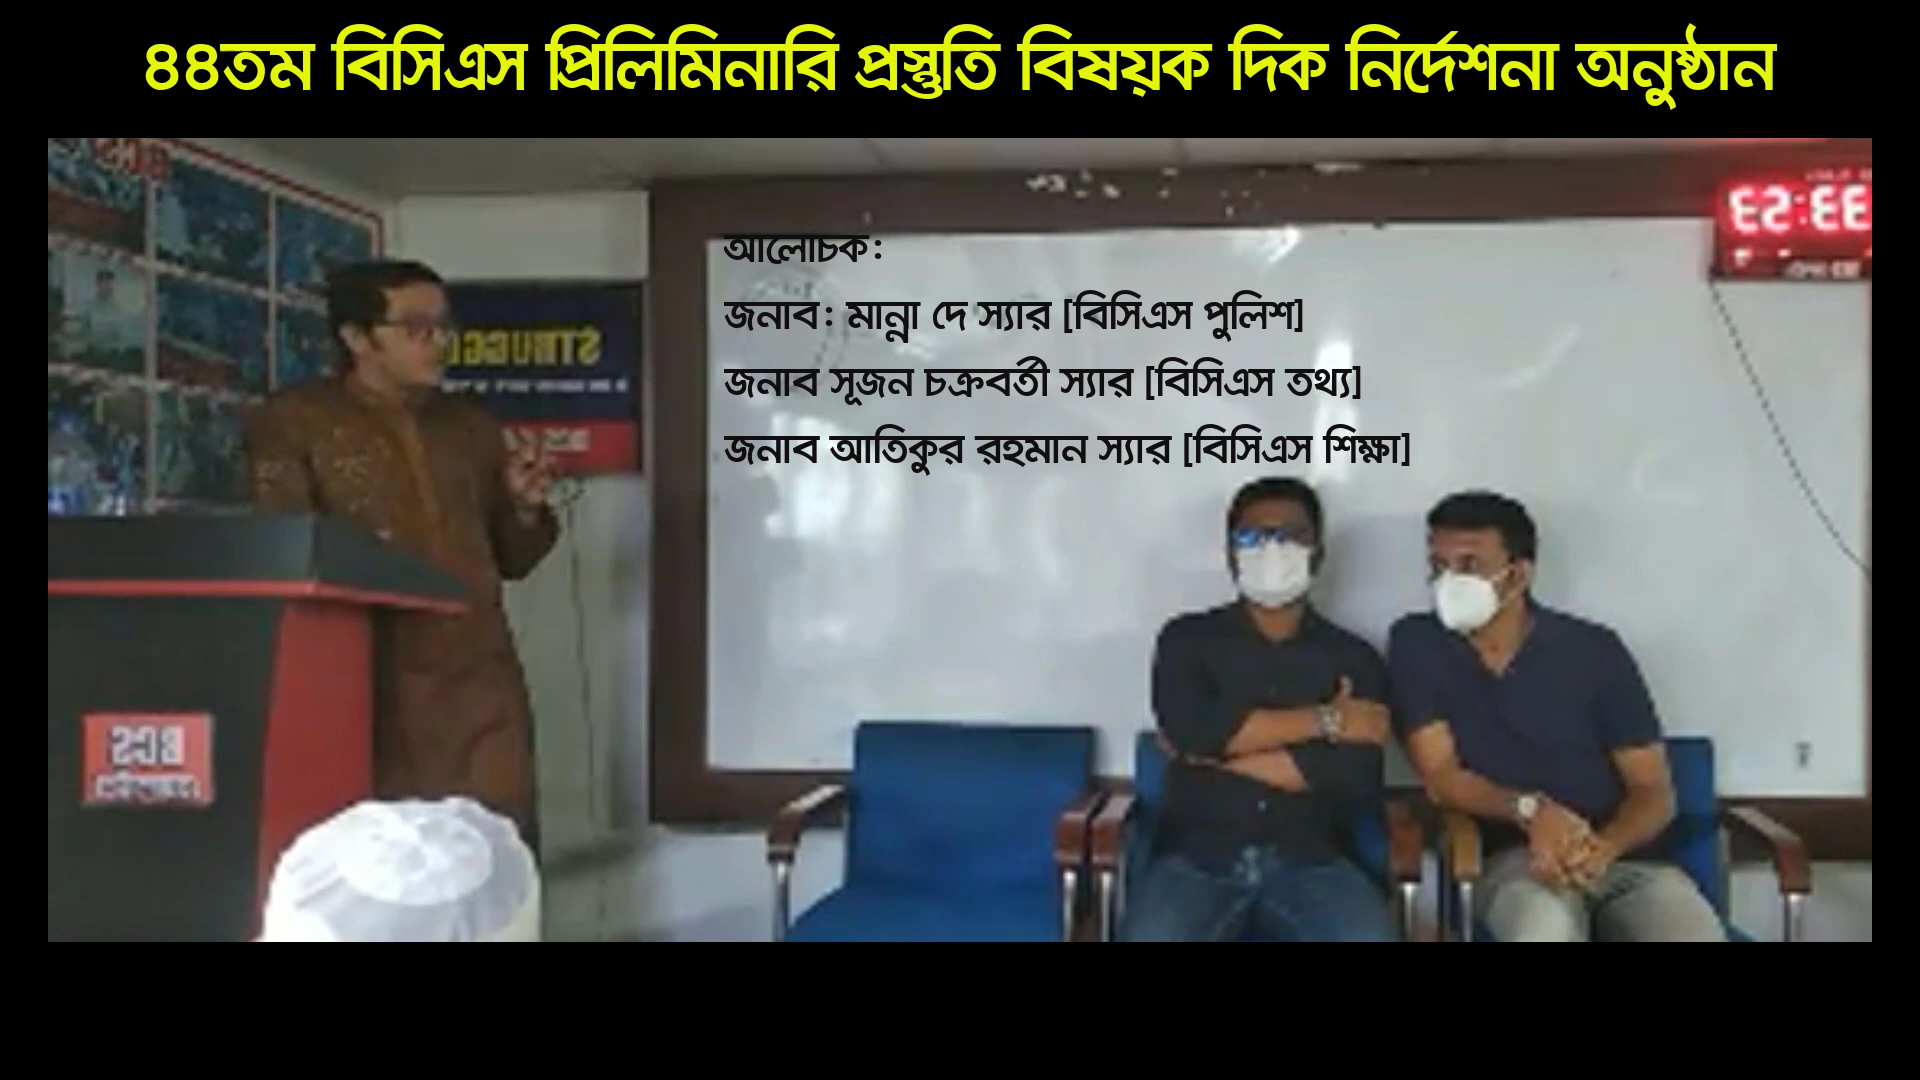 ৪৪তম বিসিএস প্রিলিমিনারি প্রস্তুতি বিষয়ক দিক নির্দেশনা অনুষ্ঠান
আলোচক:
জনাব: মান্না দে স্যার [বিসিএস পুলিশ]
জনাব সূজন চক্রবর্তী স্যার [বিসিএস তথ্য]
জনাব আতিকুর রহমান স্যার [বিসিএস শিক্ষা]
BCS